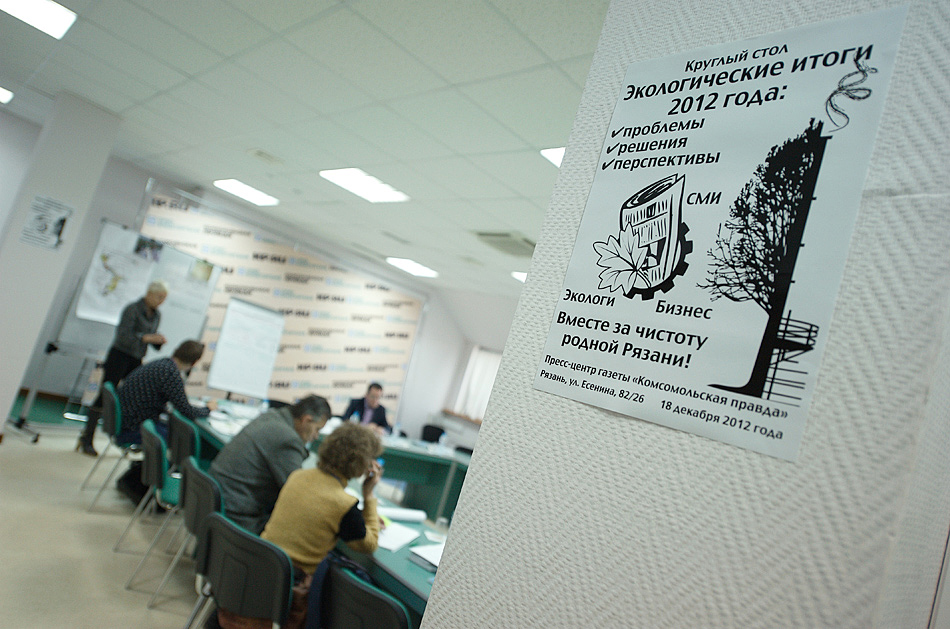 Круглый стол
Экологические итоги
2012 года:
проблемы
решения
перспективы
СМИ
Экологи
Бизнес
Вместе за чистоту
родной Рязани!
Пресс-центр газеты «Комсомольская правда»
Рязань, ул. Есенина, 82/26
18 декабря 2012 года